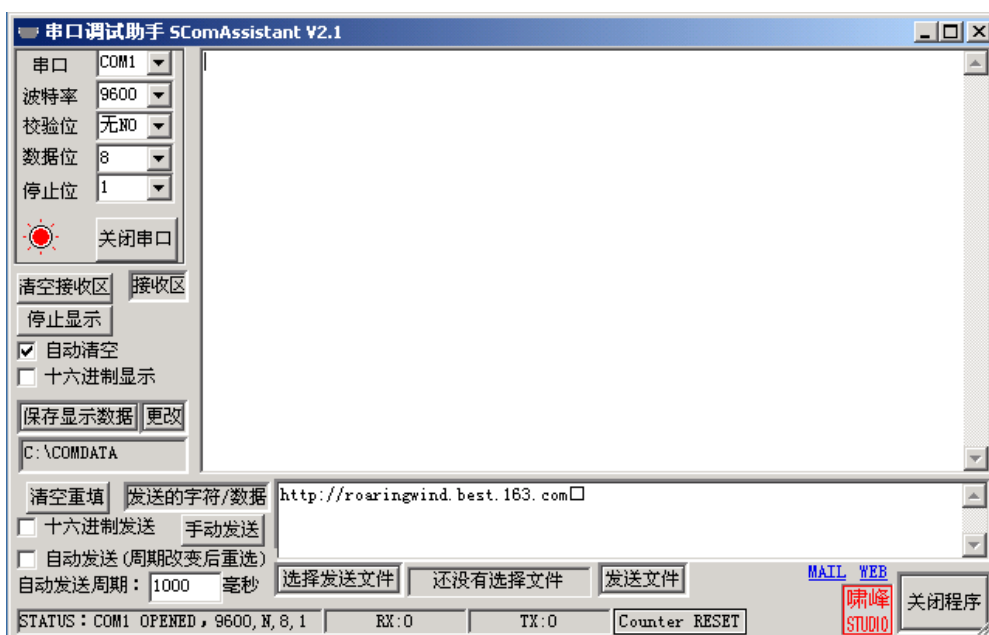 串口调试助手 SComAssistant V2.1
串口 COM1
波特率 9600
校验位 无NO
数据位 8
停止位 1
关闭串口
清空接收区 接收区
停止显示
自动清空
十六进制显示
保存显示数据 更改
C:\COMDATA
清空重填 发送的字符/数据 http://roaringwind.best.163.com□
十六进制发送 手动发送
自动发送(周期改变后重选)
自动发送周期: 1000 毫秒 选择发送文件 还没有选择文件 发送文件 MAIL WEB
啸峰 关闭程序
STATUS:COM1 OPENED,9600,N,8,1 RX:0 TX:0 Counter RESET STUDIO